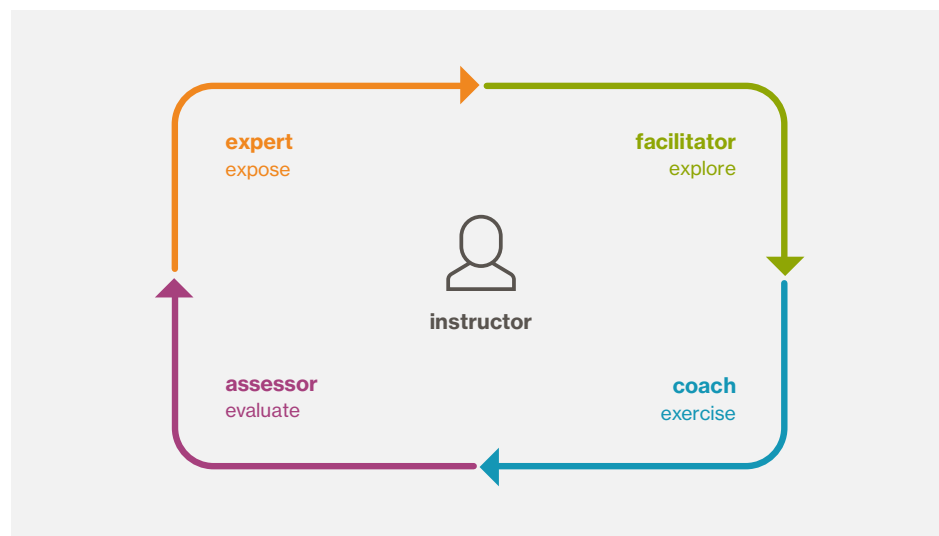 expert
expose
facilitator
explore
instructor
assessor
evaluate
coach
exercise